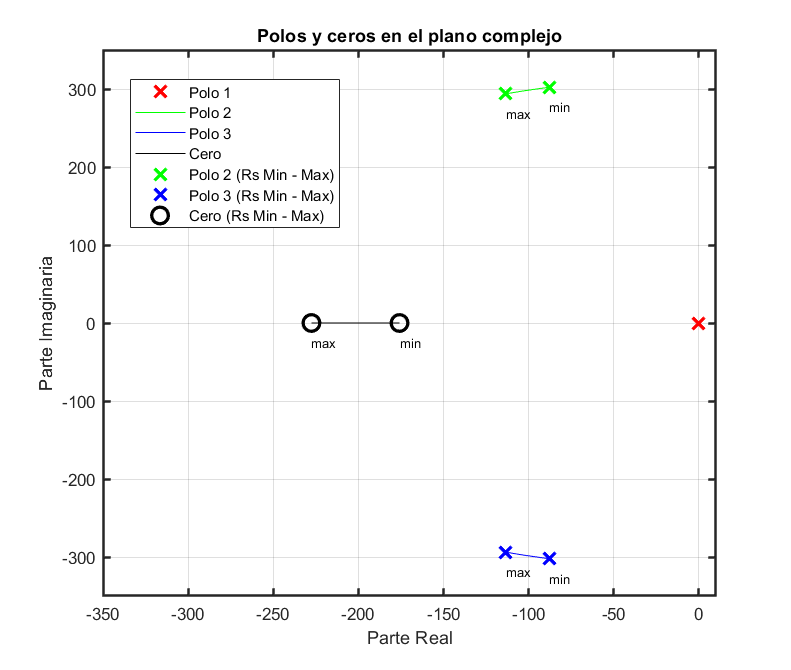 Polos y ceros en el plano complejo
Polo 1
Polo 2
Polo 3
Cero
Polo 2 (Rs Min - Max)
Polo 3 (Rs Min - Max)
Cero (Rs Min - Max)
max
min
max
min
max
min
300
200
100
0
-100
-200
-300
Parte Imaginaria
-350
-300
-250
-200
-150
-100
-50
0
Parte Real